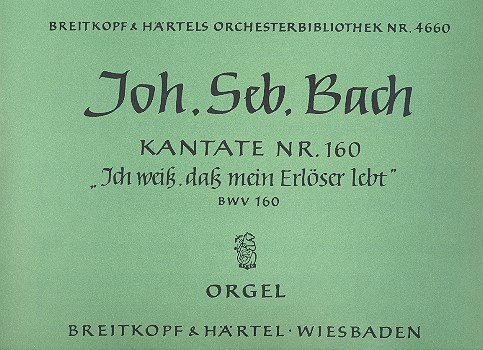 BREITKOPF & HÄRTELS ORCHESTERBIBLIOTHEK NR. 4660
Joh. Seb. Bach
KANTATE NR. 160
„Ich weiß, daß mein Erlöser lebt"
BWV 160
ORGEL
BREITKOPF & HÄRTEL · WIESBADEN